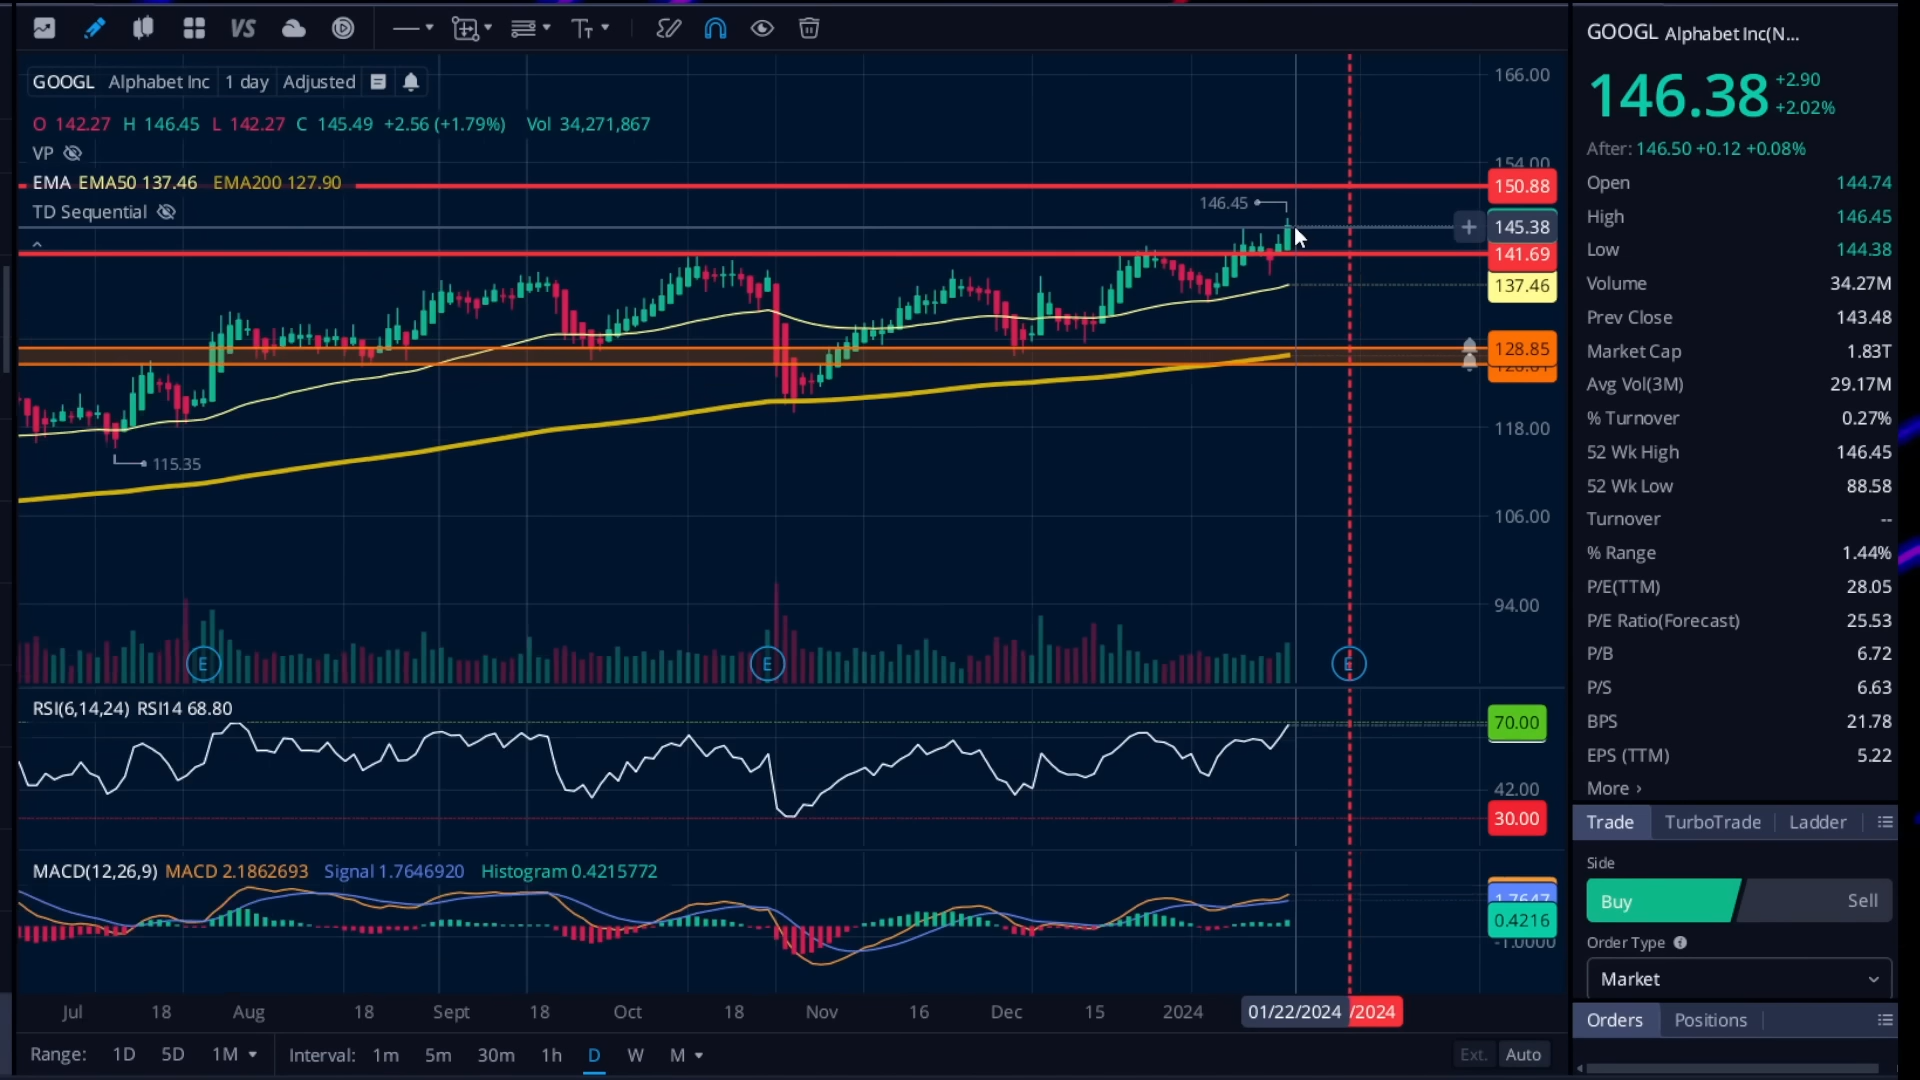 VS
GOOGL Alphabet Inc 1 day Adjusted
O 142.27 H 146.45 L 142.27 C 145.49 +2.56 (+1.79%) Vol 34,271,867
VP
EMA EMA50 137.46 EMA200 127.90
TD Sequential
146.45
115.35
166.00
154.00
150.88
145.38
141.69
137.46
128.85
118.00
106.00
94.00
E
E
E
RSI(6,14,24) RSI14 68.80
70.00
42.00
30.00
MACD(12,26,9) MACD 2.1862693 Signal 1.7646920 Histogram 0.4215772
1.7647
0.4216
-1.0000
Jul 18 Aug 18 Sept 18 Oct 18 Nov 16 Dec 15 2024 01/22/2024 /2024
Range: 1D 5D 1M Interval: 1m 5m 30m 1h D W M Ext. Auto
GOOGL Alphabet Inc(N...
146.38 +2.90
+2.02%
After: 146.50 +0.12 +0.08%
Open 144.74
High 146.45
Low 144.38
Volume 34.27M
Prev Close 143.48
Market Cap 1.83T
Avg Vol(3M) 29.17M
% Turnover 0.27%
52 Wk High 146.45
52 Wk Low 88.58
Turnover --
% Range 1.44%
P/E(TTM) 28.05
P/E Ratio(Forecast) 25.53
P/B 6.72
P/S 6.63
BPS 21.78
EPS (TTM) 5.22
More ›
Trade TurboTrade Ladder
Side
Buy Sell
Order Type
Market
Orders Positions